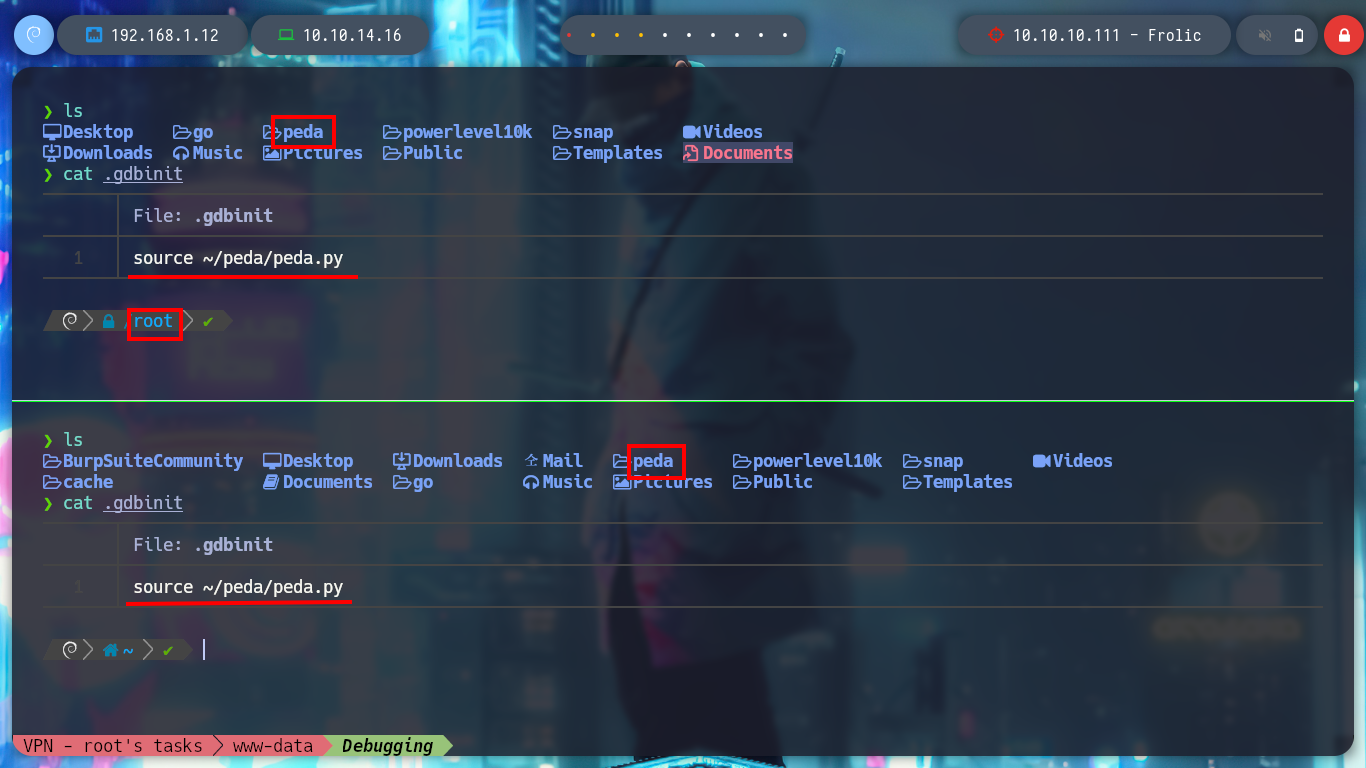 192.168.1.12 10.10.14.16 10.10.10.111 - Frolic
❯ ls
Desktop go peda powerlevel10k snap Videos
Downloads Music Pictures Public Templates Documents
❯ cat .gdbinit
File: .gdbinit
1 source ~/peda/peda.py
/root ✔
❯ ls
BurpSuiteCommunity Desktop Downloads Mail peda powerlevel10k snap Videos
cache Documents go Music Pictures Public Templates
❯ cat .gdbinit
File: .gdbinit
1 source ~/peda/peda.py
~ ✔
VPN - root's tasks www-data Debugging